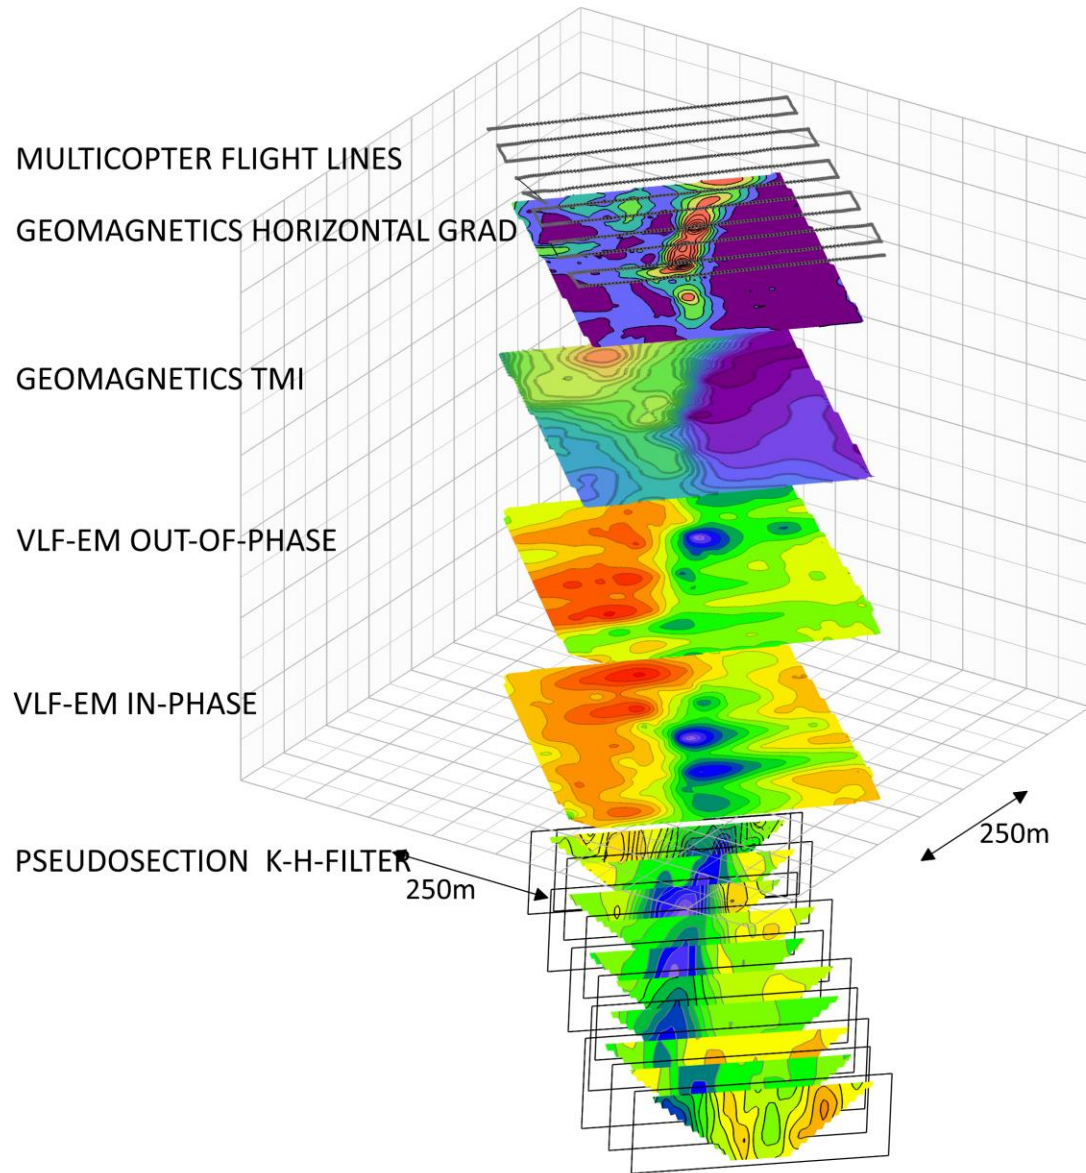 MULTICOPTER FLIGHT LINES
GEOMAGNETICS HORIZONTAL GRAD
GEOMAGNETICS TMI
VLF-EM OUT-OF-PHASE
VLF-EM IN-PHASE
250m
PSEUDOSECTION K-H-FILTER
250m